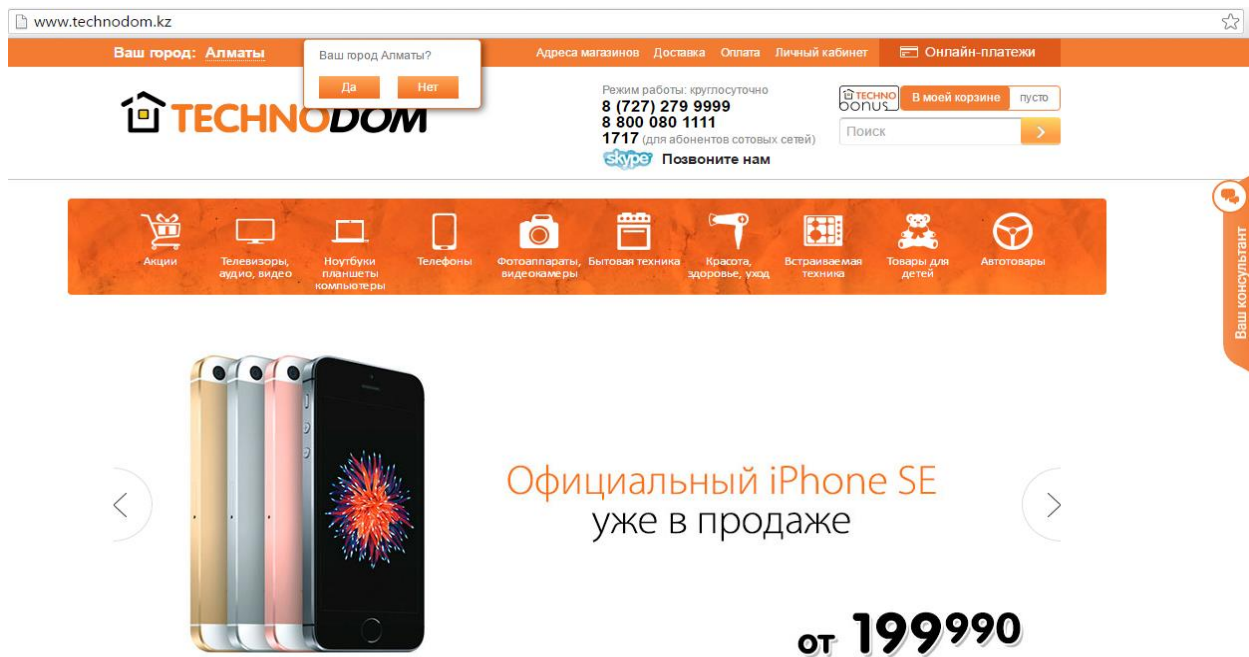 www.technodom.kz
Ваш город: Алматы
Ваш город Алматы?
Да Нет
Адреса магазинов Доставка Оплата Личный кабинет Онлайн-платежи
TECHNODOM
Режим работы: круглосуточно
8 (727) 279 9999
8 800 080 1111
1717 (для абонентов сотовых сетей)
skype Позвоните нам
TECHNO
bonus
В моей корзине пусто
Поиск
Акции
Телевизоры,
аудио, видео
Ноутбуки
планшеты
компьютеры
Телефоны
Фотоаппараты,
видеокамеры
Бытовая техника
Красота,
здоровье, уход
Встраиваемая
техника
Товары для
детей
Автотовары
Ваш консультант
Официальный iPhone SE
уже в продаже
от 199990